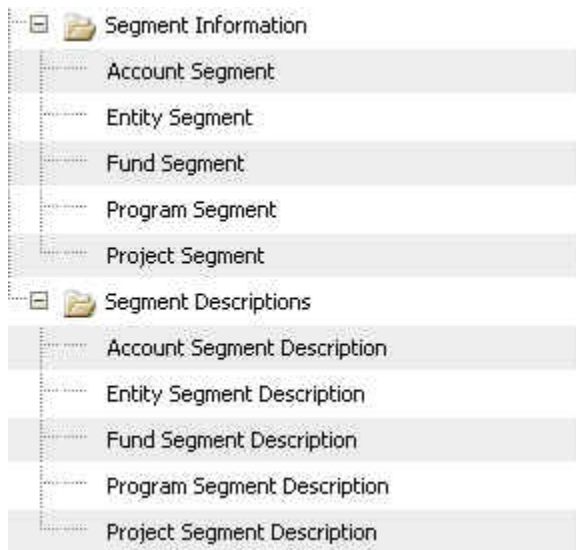 Segment Information
Account Segment
Entity Segment
Fund Segment
Program Segment
Project Segment
Segment Descriptions
Account Segment Description
Entity Segment Description
Fund Segment Description
Program Segment Description
Project Segment Description